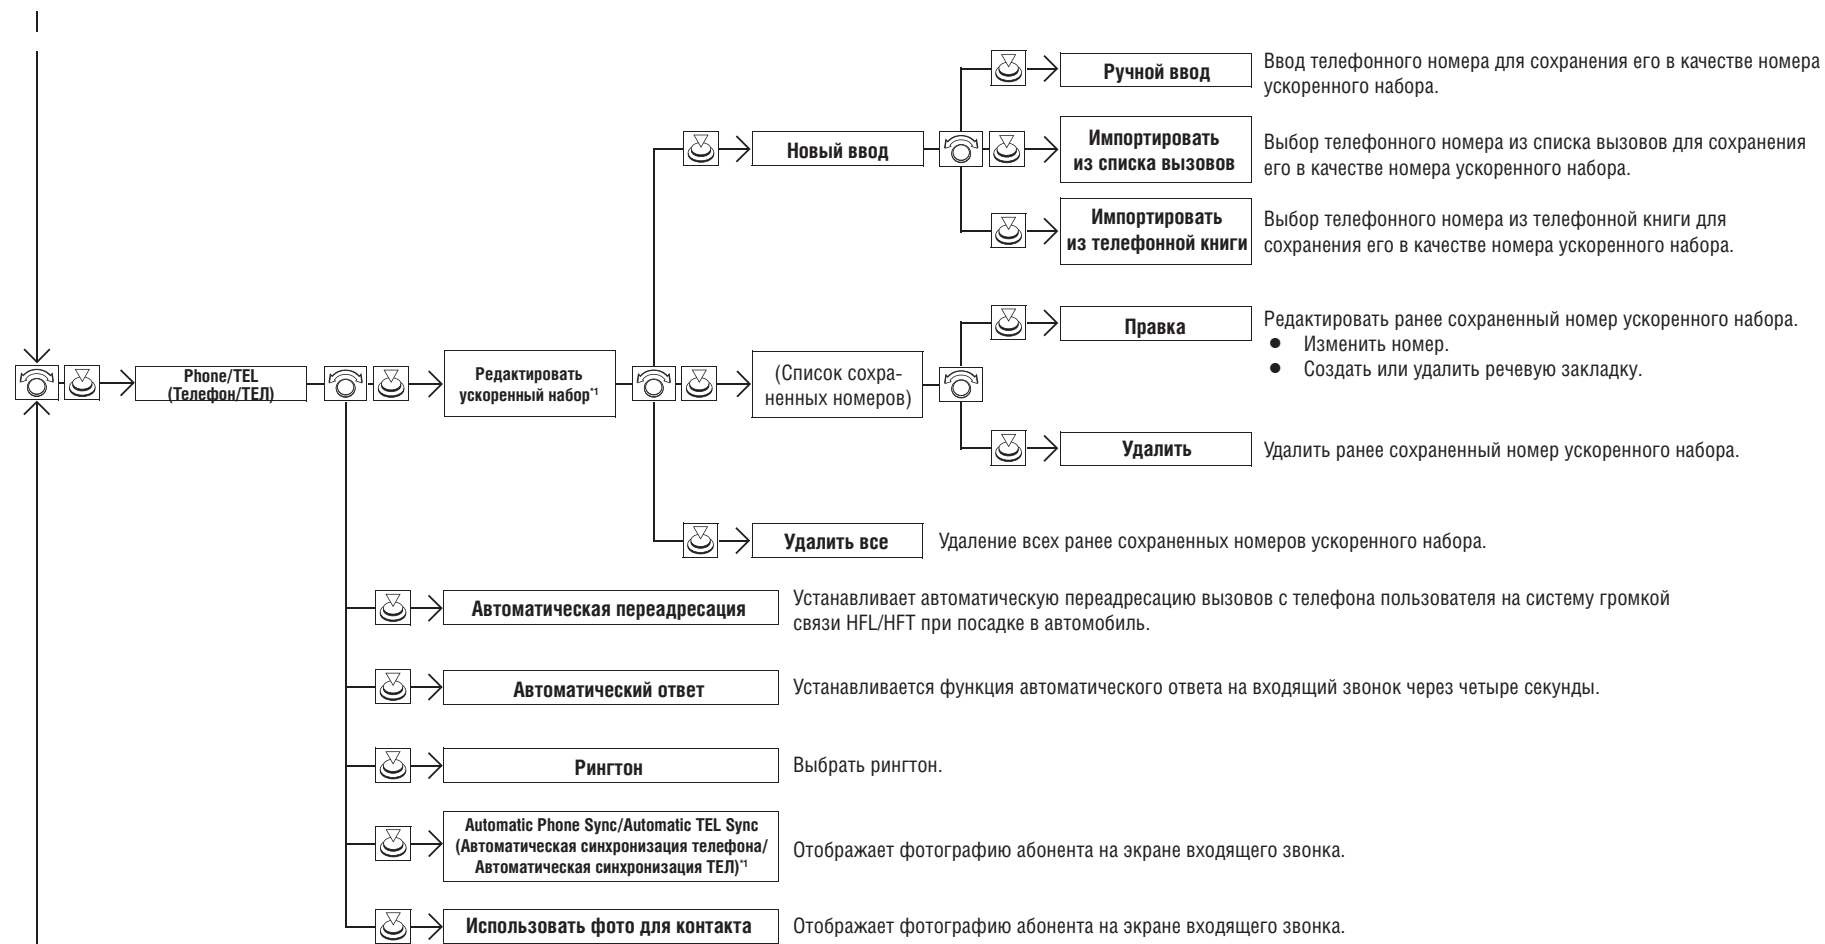 Ручной ввод
Ввод телефонного номера для сохранения его в качестве номера
ускоренного набора.
Новый ввод
Импортировать
из списка вызовов
Выбор телефонного номера из списка вызовов для сохранения
его в качестве номера ускоренного набора.
Импортировать
из телефонной книги
Выбор телефонного номера из телефонной книги для
сохранения его в качестве номера ускоренного набора.
Phone/TEL
(Телефон/ТЕЛ)
Редактировать
ускоренный набор*1
(Список сохра-
ненных номеров)
Правка
Редактировать ранее сохраненный номер ускоренного набора.
● Изменить номер.
● Создать или удалить речевую закладку.
Удалить
Удалить ранее сохраненный номер ускоренного набора.
Удалить все
Удаление всех ранее сохраненных номеров ускоренного набора.
Автоматическая переадресация
Устанавливает автоматическую переадресацию вызовов с телефона пользователя на систему громкой
связи HFL/HFT при посадке в автомобиль.
Автоматический ответ
Устанавливается функция автоматического ответа на входящий звонок через четыре секунды.
Рингтон
Выбрать рингтон.
Automatic Phone Sync/Automatic TEL Sync
(Автоматическая синхронизация телефона/
Автоматическая синхронизация ТЕЛ)*1
Отображает фотографию абонента на экране входящего звонка.
Использовать фото для контакта
Отображает фотографию абонента на экране входящего звонка.